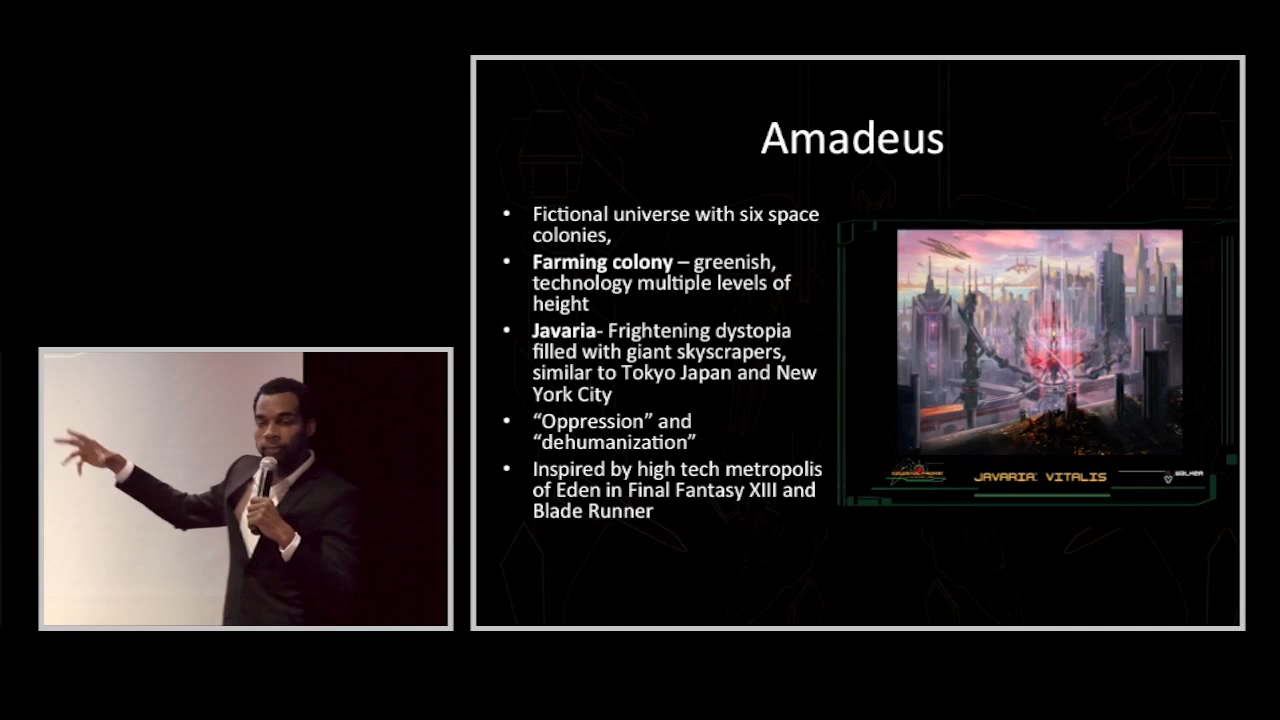 Amadeus
• Fictional universe with six space
colonies,
• Farming colony – greenish,
technology multiple levels of
height
• Javaria- Frightening dystopia
filled with giant skyscrapers,
similar to Tokyo Japan and New
York City
• “Oppression” and
“dehumanization”
• Inspired by high tech metropolis
of Eden in Final Fantasy XIII and
Blade Runner
JAVARIA: VITALIS
WALKER